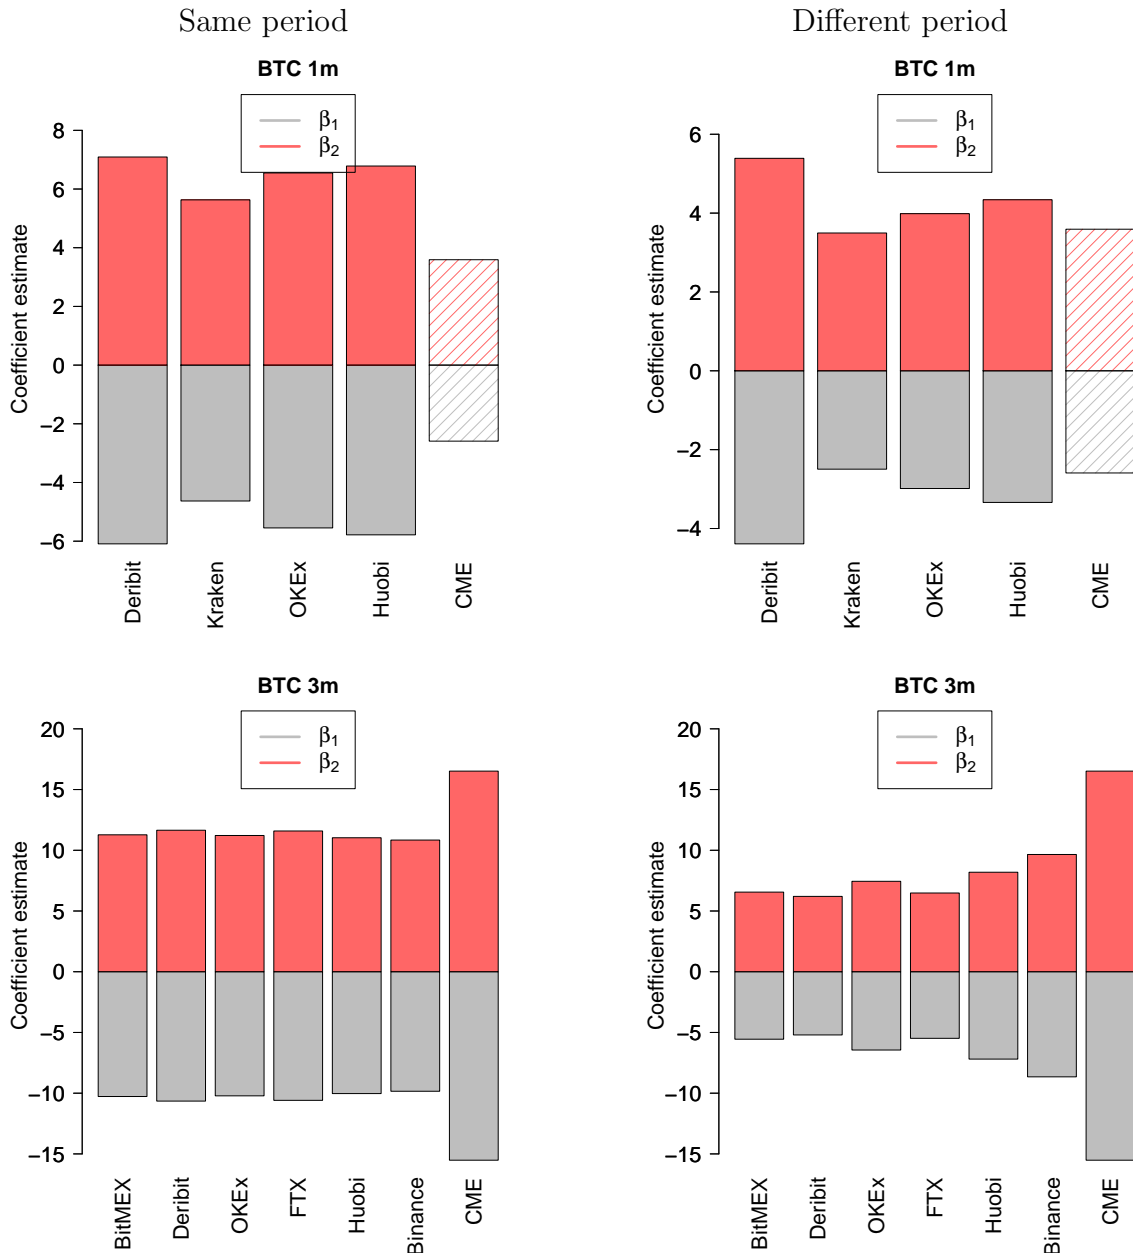 Same period
Different period
BTC 1m
β1
β2
Coefficient estimate
8
6
4
2
0
−2
−4
−6
Deribit
Kraken
OKEx
Huobi
CME
BTC 1m
β1
β2
Coefficient estimate
6
4
2
0
−2
−4
Deribit
Kraken
OKEx
Huobi
CME
BTC 3m
β1
β2
Coefficient estimate
20
15
10
5
0
−5
−10
−15
BitMEX
Deribit
OKEx
FTX
Huobi
Binance
CME
BTC 3m
β1
β2
Coefficient estimate
20
15
10
5
0
−5
−10
−15
BitMEX
Deribit
OKEx
FTX
Huobi
Binance
CME